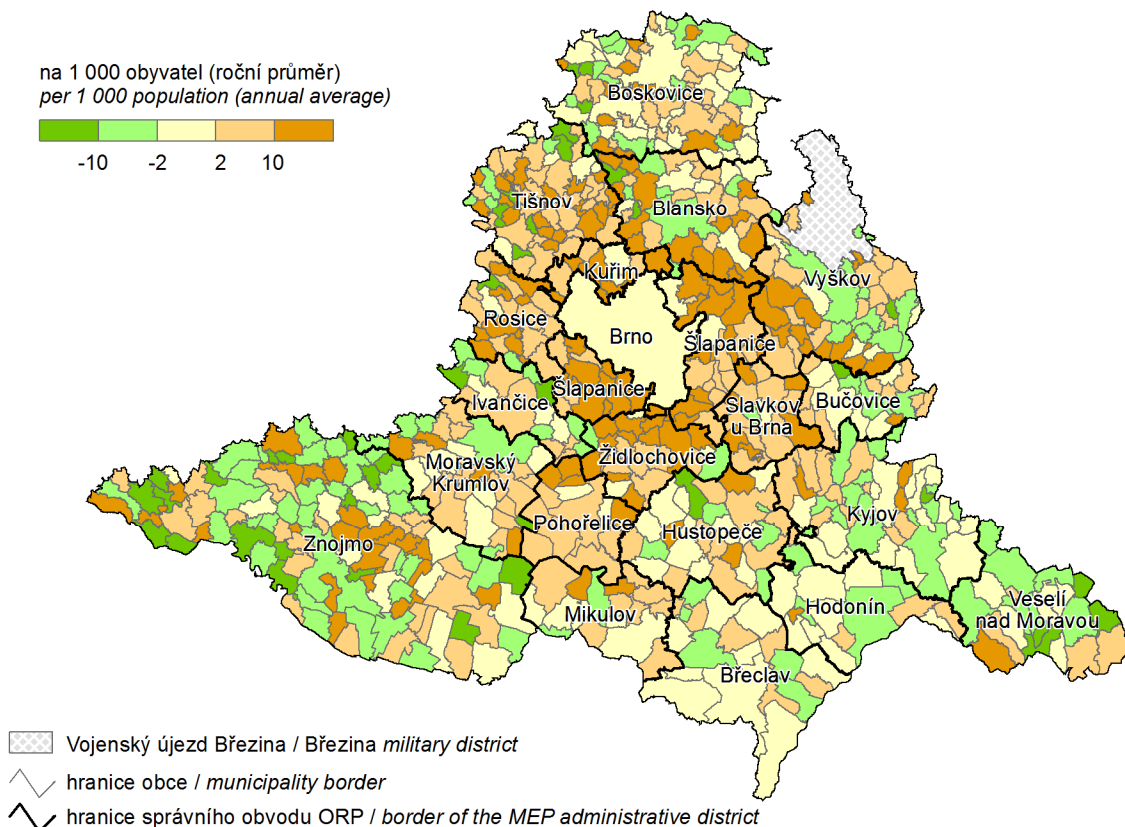 na 1 000 obyvatel (roční průměr)
per 1 000 population (annual average)
-10 -2 2 10
Boskovice
Tišnov
Blansko
Kuřim
Vyškov
Rosice
Brno
Šlapanice
Šlapanice
Ivančice
Slavkov
u Brna
Bučovice
Moravský
Krumlov
Židlochovice
Znojmo
Pohořelice
Hustopeče
Kyjov
Mikulov
Hodonín
Veselí
nad Moravou
Břeclav
Vojenský újezd Březina / Březina military district
hranice obce / municipality border
hranice správního obvodu ORP / border of the MEP administrative district